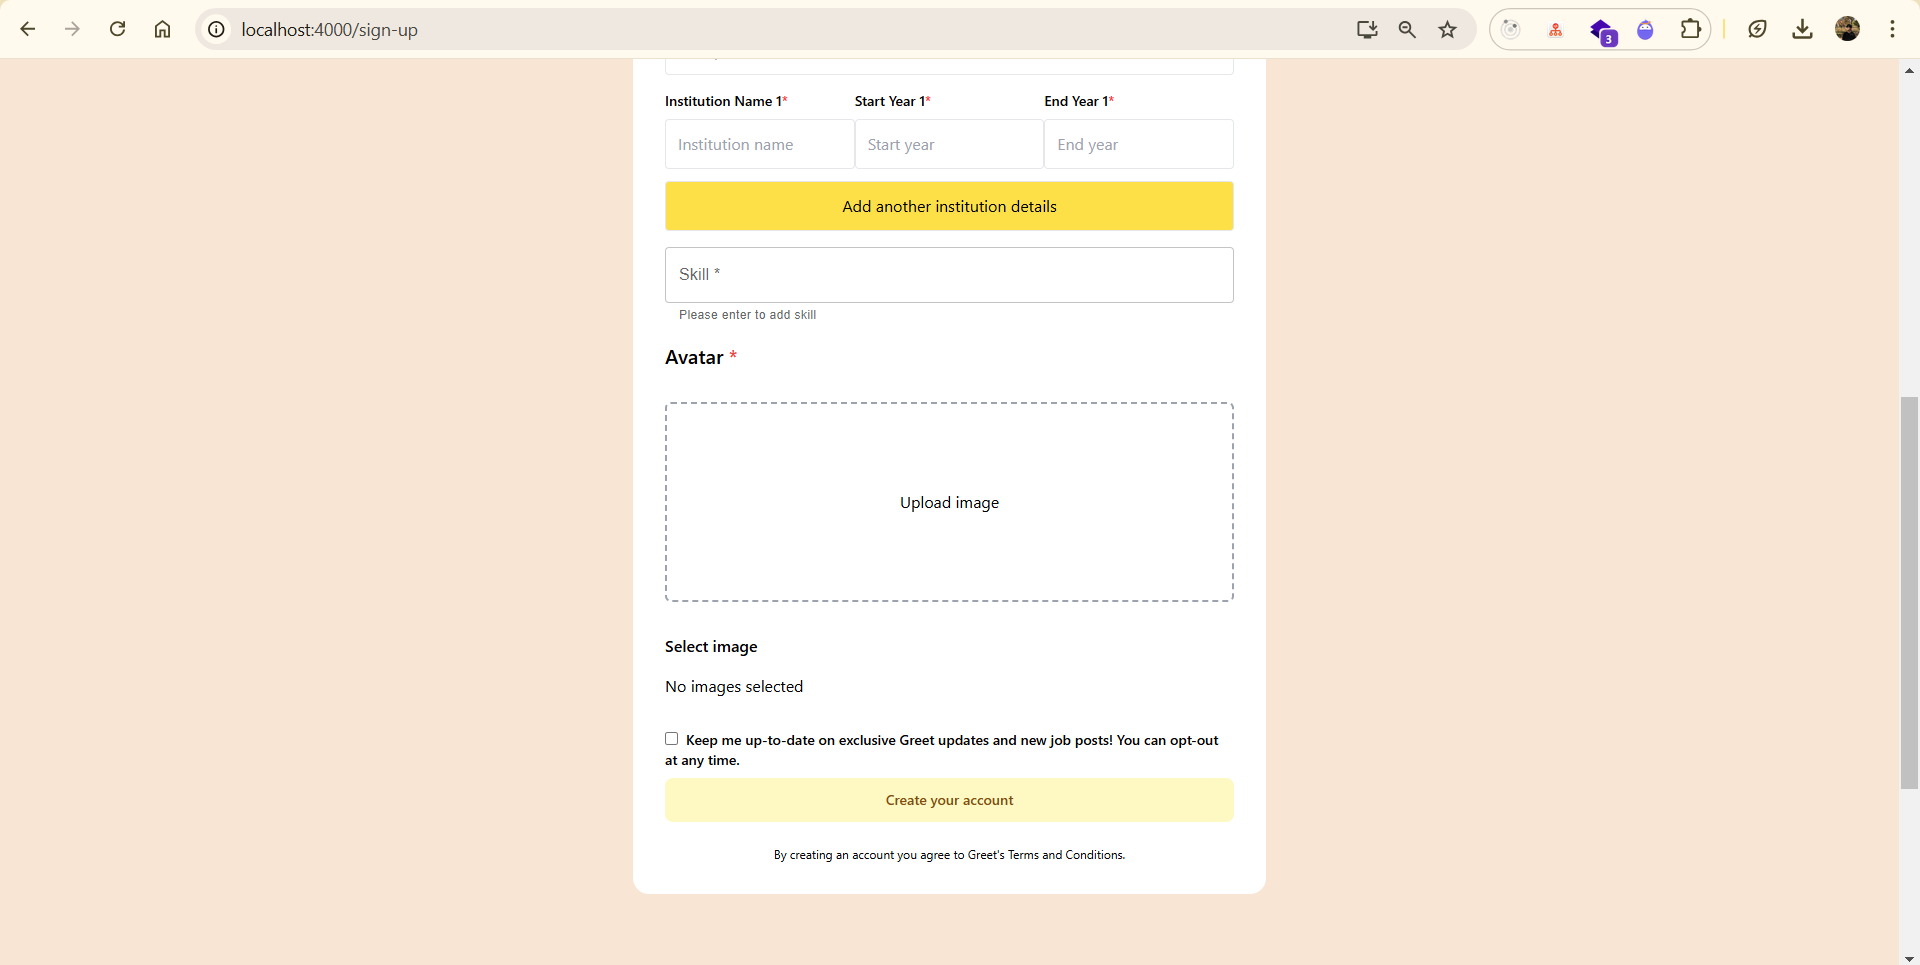 localhost:4000/sign-up
3
Institution Name 1* Start Year 1* End Year 1*
Institution name Start year End year
Add another institution details
Skill *
Please enter to add skill
Avatar *
Upload image
Select image
No images selected
Keep me up-to-date on exclusive Greet updates and new job posts! You can opt-out
at any time.
Create your account
By creating an account you agree to Greet's Terms and Conditions.